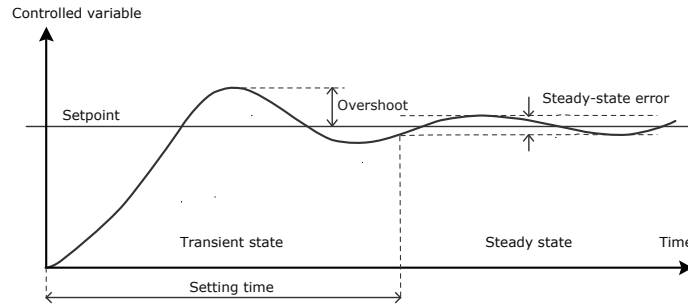 Controlled variable
Steady-state error
Overshoot
Setpoint
Transient state
Steady state
Time
Setting time